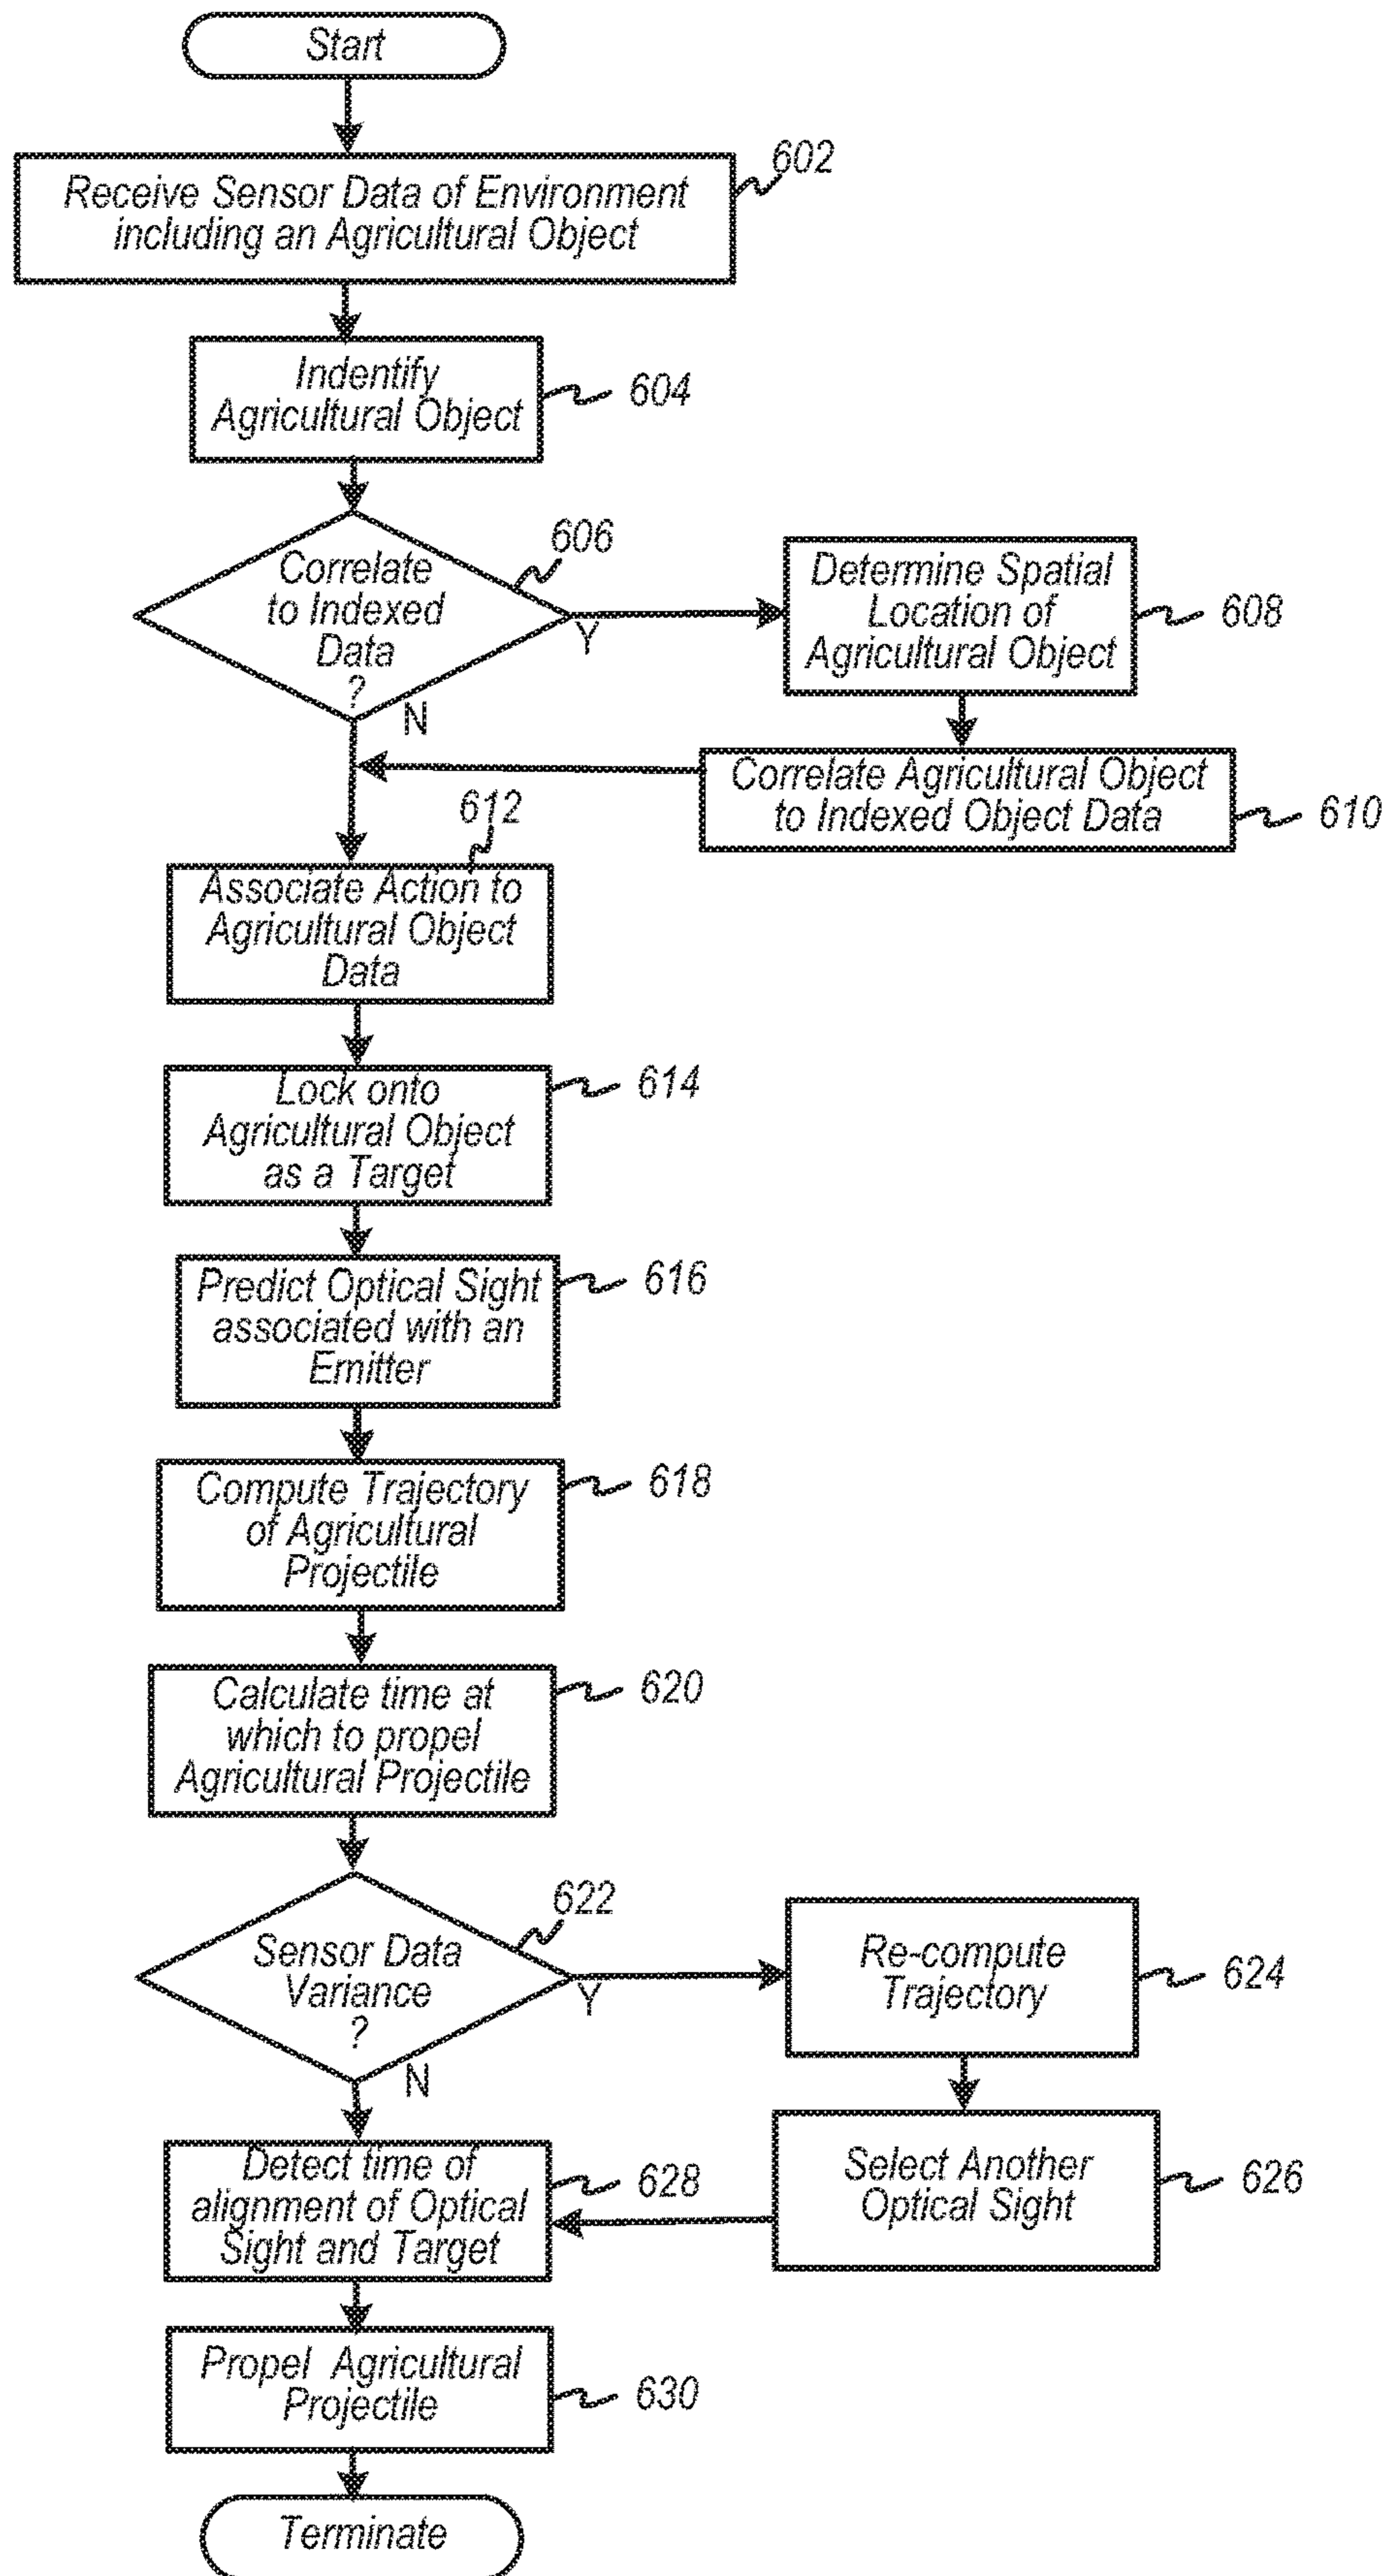 Start
Receive Sensor Data of Environment
including an Agricultural Object
602
Indentify
Agricultural Object
604
Correlate
to Indexed
Data
?
606
Y
N
Determine Spatial
Location of
Agricultural Object
608
Correlate Agricultural Object
to Indexed Object Data
610
612
Associate Action to
Agricultural Object
Data
Lock onto
Agricultural Object
as a Target
614
Predict Optical Sight
associated with an
Emitter
616
Compute Trajectory
of Agricultural
Projectile
618
Calculate time at
which to propel
Agricultural Projectile
620
Sensor Data
Variance
?
622
Y
N
Re-compute
Trajectory
624
Select Another
Optical Sight
626
Detect time of
alignment of Optical
Sight and Target
628
Propel Agricultural
Projectile
630
Terminate